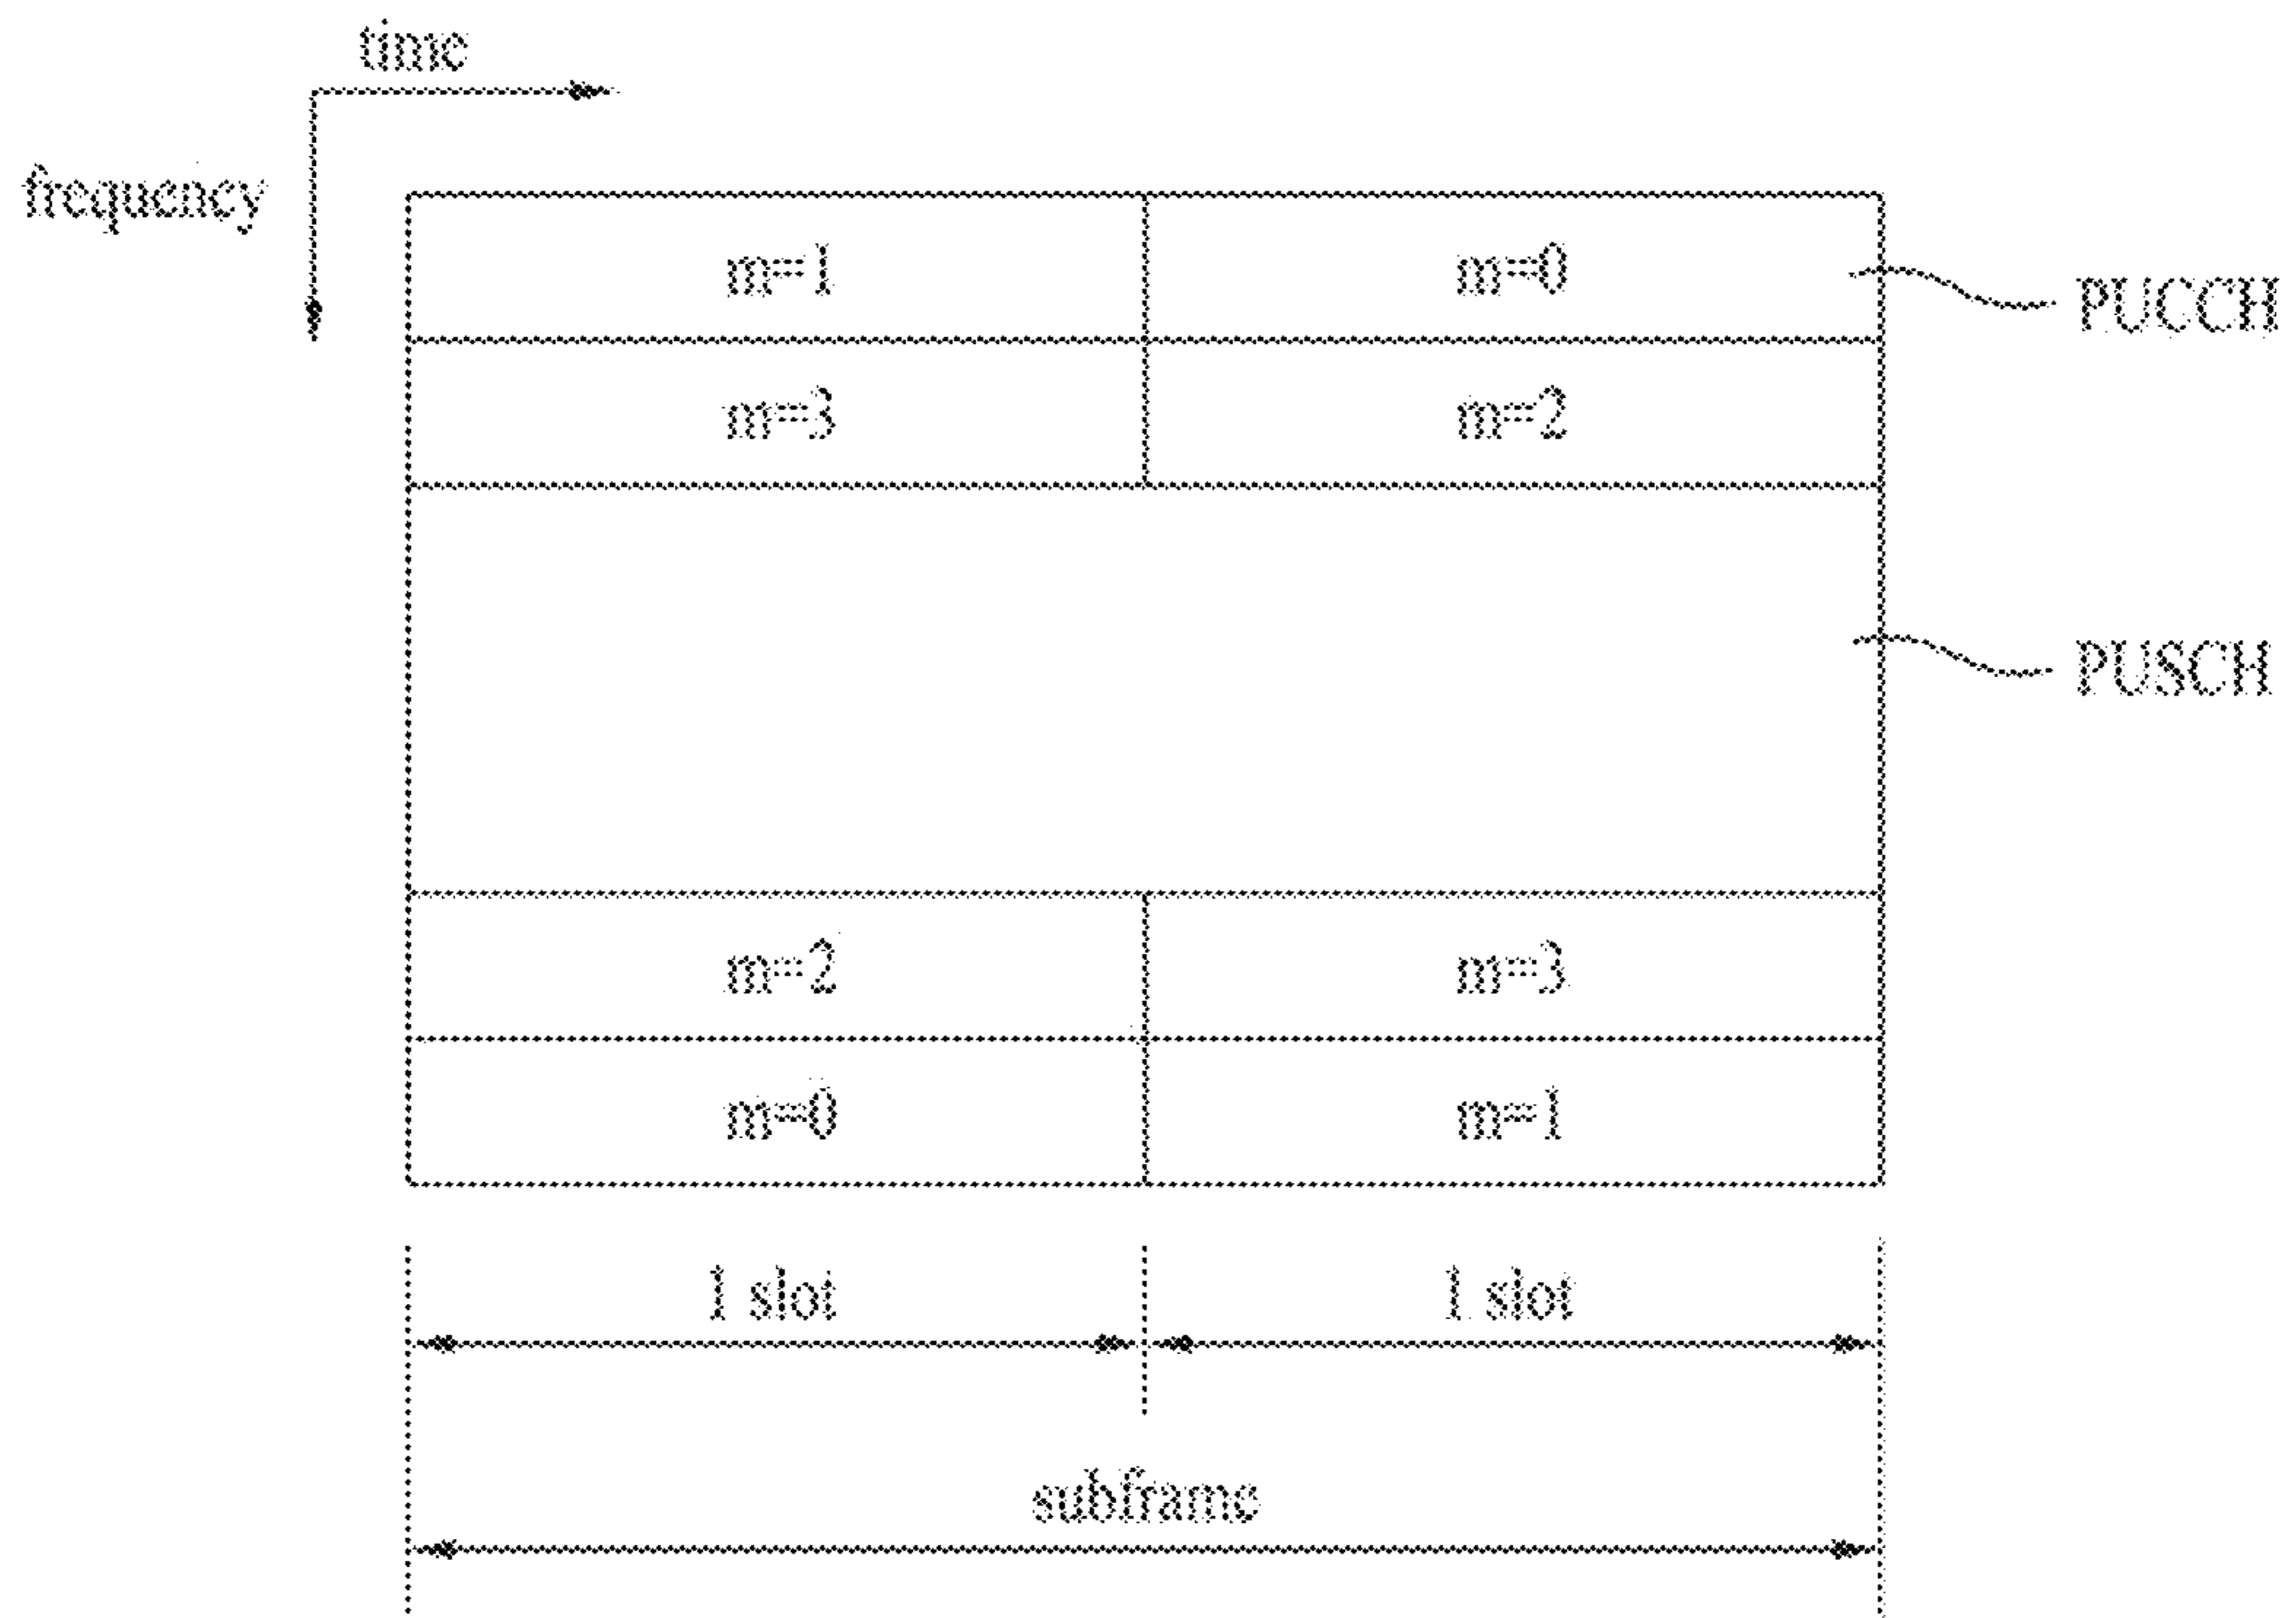 time
frequency
m=1
m=0
PUCCH
m=3
m=2
PUSCH
m=2
m=3
m=0
m=1
1 slot
1 slot
subframe